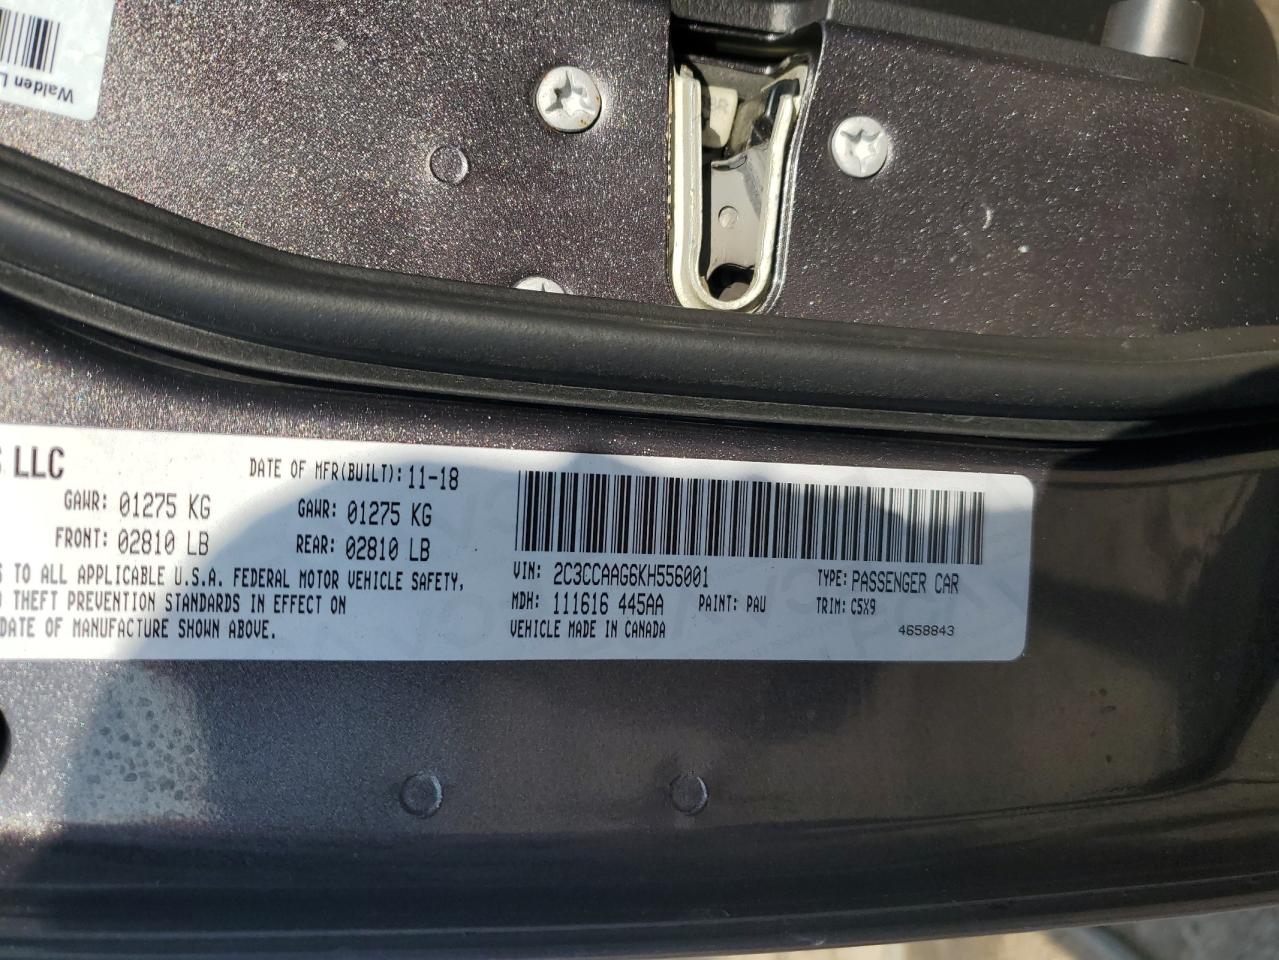 Walden
LLC
DATE OF MFR(BUILT): 11-18
GAWR: 01275 KG
GAWR: 01275 KG
FRONT: 02810 LB
REAR: 02810 LB
TO ALL APPLICABLE U.S.A. FEDERAL MOTOR VEHICLE SAFETY,
THEFT PREVENTION STANDARDS IN EFFECT ON
DATE OF MANUFACTURE SHOWN ABOVE.
VIN: 2C3CCAAG6KH556001
TYPE: PASSENGER CAR
MDH: 111616 445AA
PAINT: PAU
TRIM: C5X9
VEHICLE MADE IN CANADA
4658843